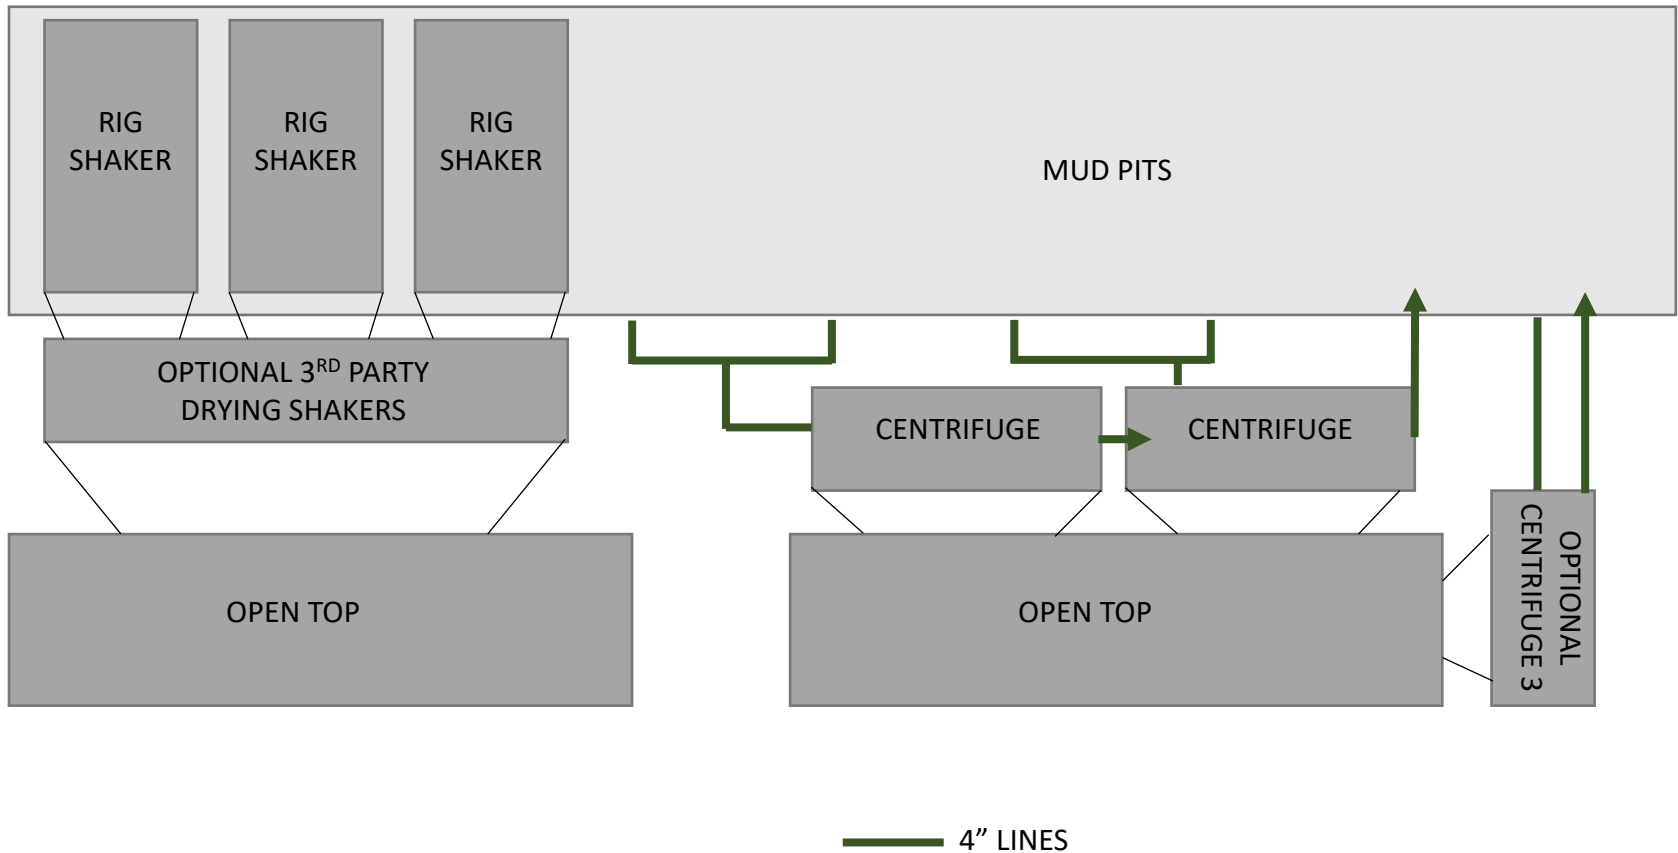 RIG
SHAKER
RIG
SHAKER
RIG
SHAKER
MUD PITS
OPTIONAL 3RD PARTY
DRYING SHAKERS
CENTRIFUGE
CENTRIFUGE
OPEN TOP
OPEN TOP
OPTIONAL
CENTRIFUGE 3
4” LINES